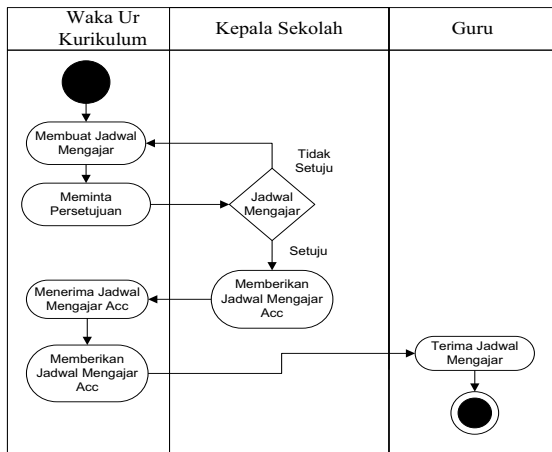 Waka Ur
Kurikulum
Kepala Sekolah
Guru
Membuat Jadwal
Mengajar
Tidak
Setuju
Meminta
Persetujuan
Jadwal
Mengajar
Setuju
Memberikan
Jadwal Mengajar
Acc
Menerima Jadwal
Mengajar Acc
Memberikan
Jadwal Mengajar
Acc
Terima Jadwal
Mengajar